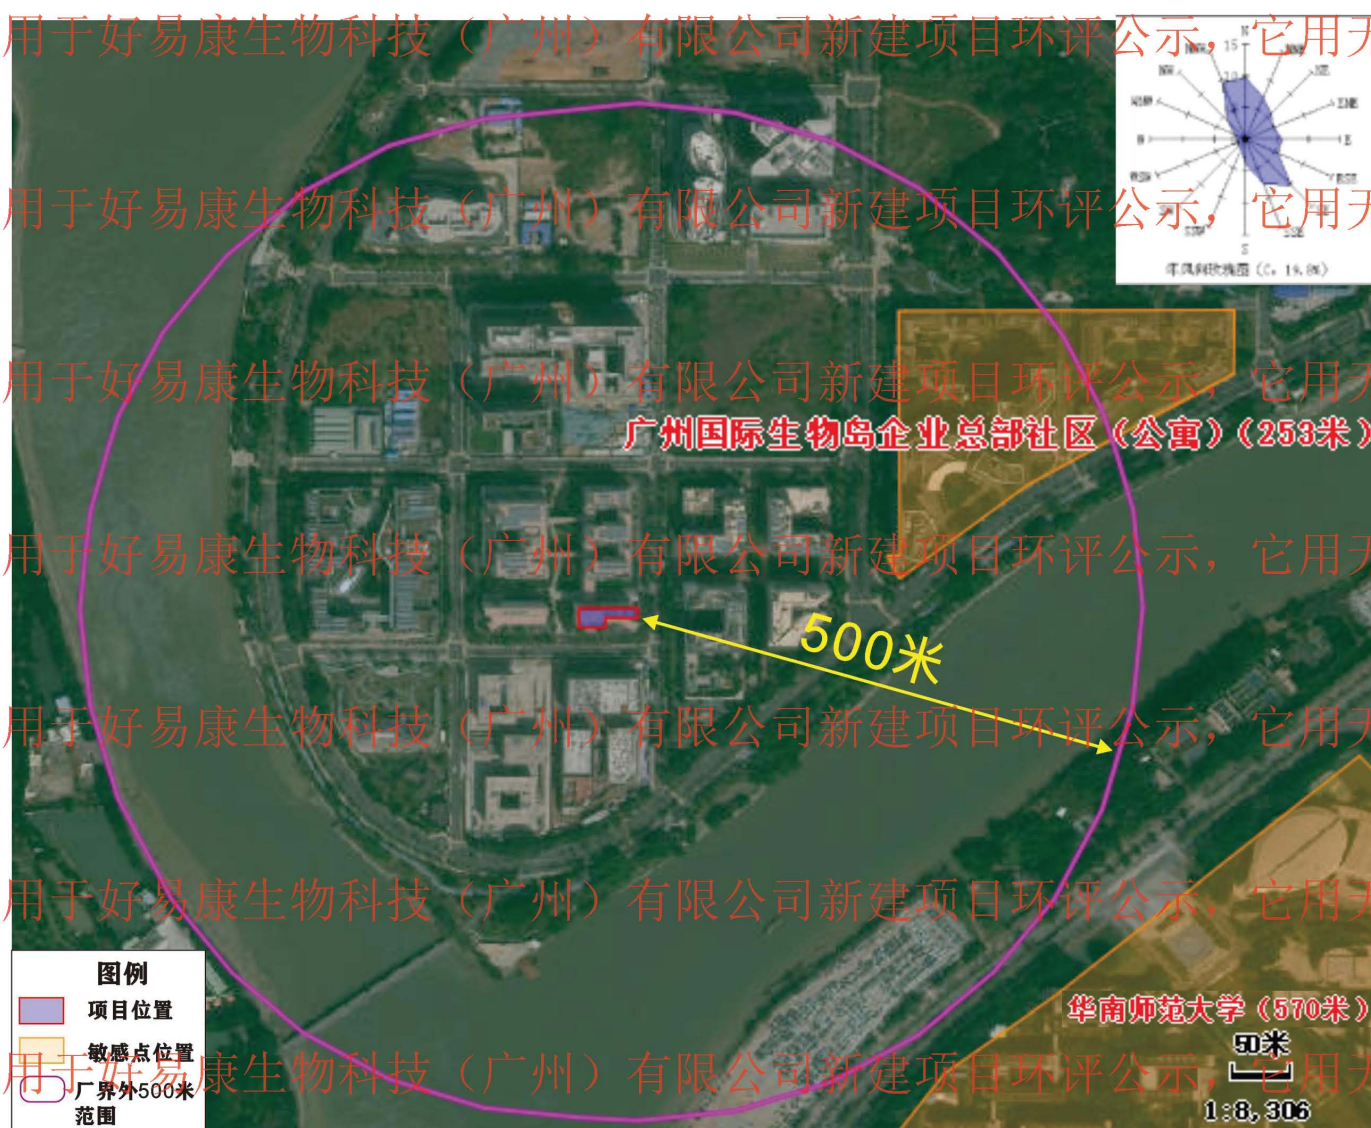 用于好易康生物科技（广州）有限公司新建项目环评公示，它用无
N
15
NW
NE
E
S
年风向玫瑰图（C，19.8%）
用于好易康生物科技（广州）有限公司新建项目环评公示，它用无
用于好易康生物科技（广州）有限公司新建项目环评公示，它用无
广州国际生物岛企业总部社区（公寓）（253米）
用于好易康生物科技（广州）有限公司新建项目环评公示，它用无
500米
用于好易康生物科技（广州）有限公司新建项目环评公示，它用无
用于好易康生物科技（广州）有限公司新建项目环评公示，它用无
图例
项目位置
敏感点位置
厂界外500米
范围
华南师范大学（570米）
50米
1:8,306
用于好易康生物科技（广州）有限公司新建项目环评公示，它用无